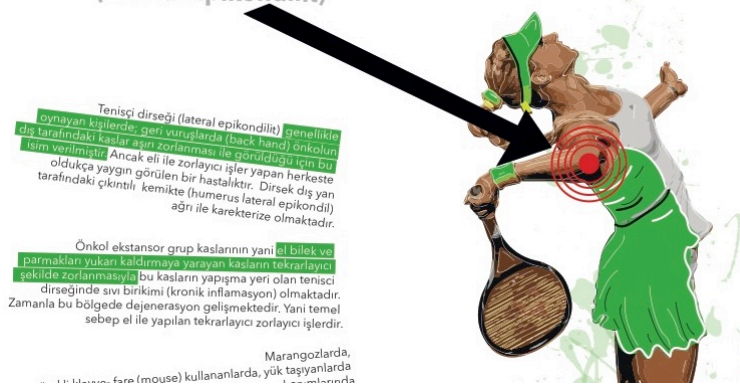 Tenisçi dirseği (lateral epikondilit) genellikle
oynayan kişilerde; geri vuruşlarda (back hand) önkolun
dış tarafındaki kaslar aşırı zorlanması ile görüldüğü için bu
isim verilmiştir. Ancak eli ile zorlayıcı işler yapan herkeste
oldukça yaygın görülen bir hastalıktır. Dirsek dış yan
tarafındaki çıkıntılı kemikte (humerus lateral epikondil)
ağrı ile karekterize olmaktadır.
Önkol ekstansor grup kaslarının yani el bilek ve
parmakları yukarı kaldırmaya yarayan kasların tekrarlayıcı
şekilde zorlanmasıyla bu kasların yapışma yeri olan tenisci
dirseğinde sıvı birikimi (kronik inflamasyon) olmaktadır.
Zamanla bu bölgede dejenerasyon gelişmektedir. Yani temel
sebep el ile yapılan tekrarlayıcı zorlayıcı işlerdir.
Marangozlarda,
fare (mouse) kullananlarda, yük taşıyanlarda